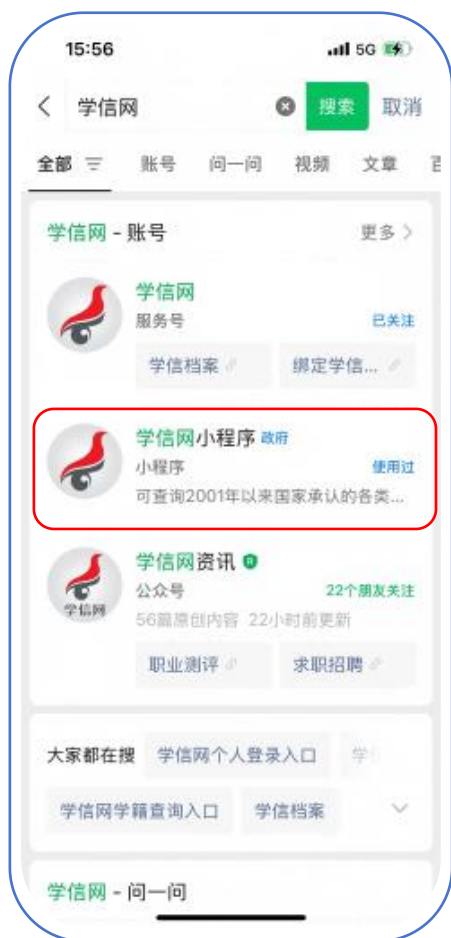 15:56 5G
学信网 搜索 取消
全部 账号 问一问 视频 文章
学信网 - 账号 更多
学信网
服务号 已关注
学信档案 绑定学信...
学信网小程序 政府
小程序 使用过
可查询2001年以来国家承认的各类...
学信网资讯
公众号 22个朋友关注
学信网
56篇原创内容 22小时前更新
职业测评 求职招聘
大家都在搜 学信网个人登录入口
学信网学籍查询入口 学信档案
学信网 - 问一问